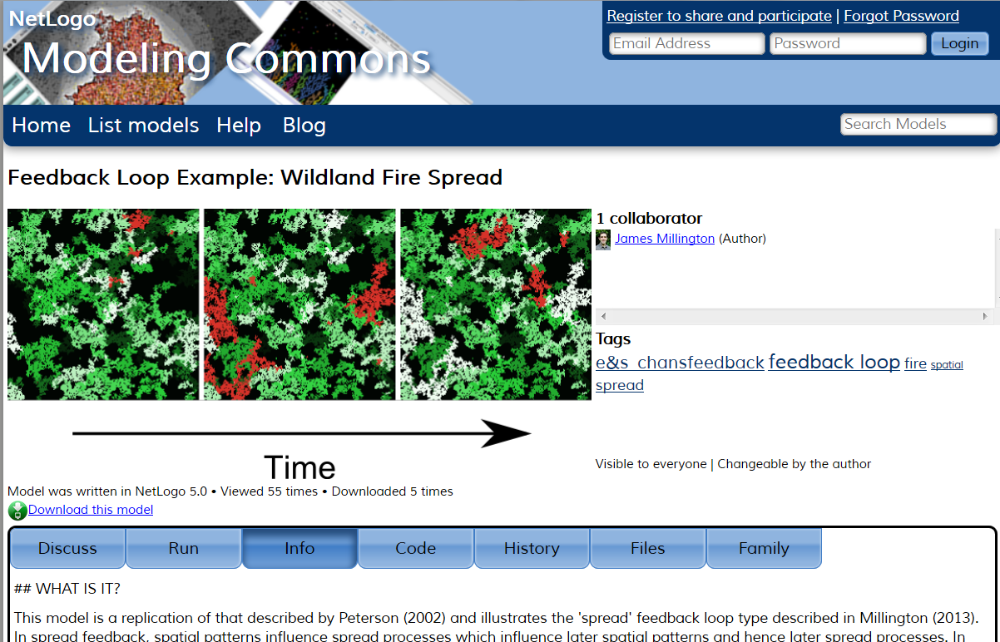 NetLogo
Modeling Commons
Register to share and participate | Forgot Password
Email Address Password Login
Home List models Help Blog
Search Models
Feedback Loop Example: Wildland Fire Spread
1 collaborator
James Millington (Author)
Tags
e&s_chansfeedback feedback loop fire spatial
spread
Time
Visible to everyone | Changeable by the author
Model was written in NetLogo 5.0 • Viewed 55 times • Downloaded 5 times
Download this model
Discuss Run Info Code History Files Family
## WHAT IS IT?
This model is a replication of that described by Peterson (2002) and illustrates the 'spread' feedback loop type described in Millington (2013).
In spread feedback, spatial patterns influence spread processes which influence later spatial patterns and hence later spread processes. In